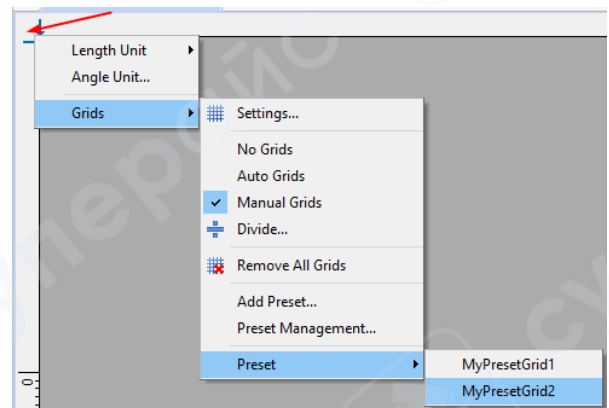 Length Unit
Angle Unit...
Grids
Settings...
No Grids
Auto Grids
Manual Grids
Divide...
Remove All Grids
Add Preset...
Preset Management...
Preset
MyPresetGrid1
MyPresetGrid2
0